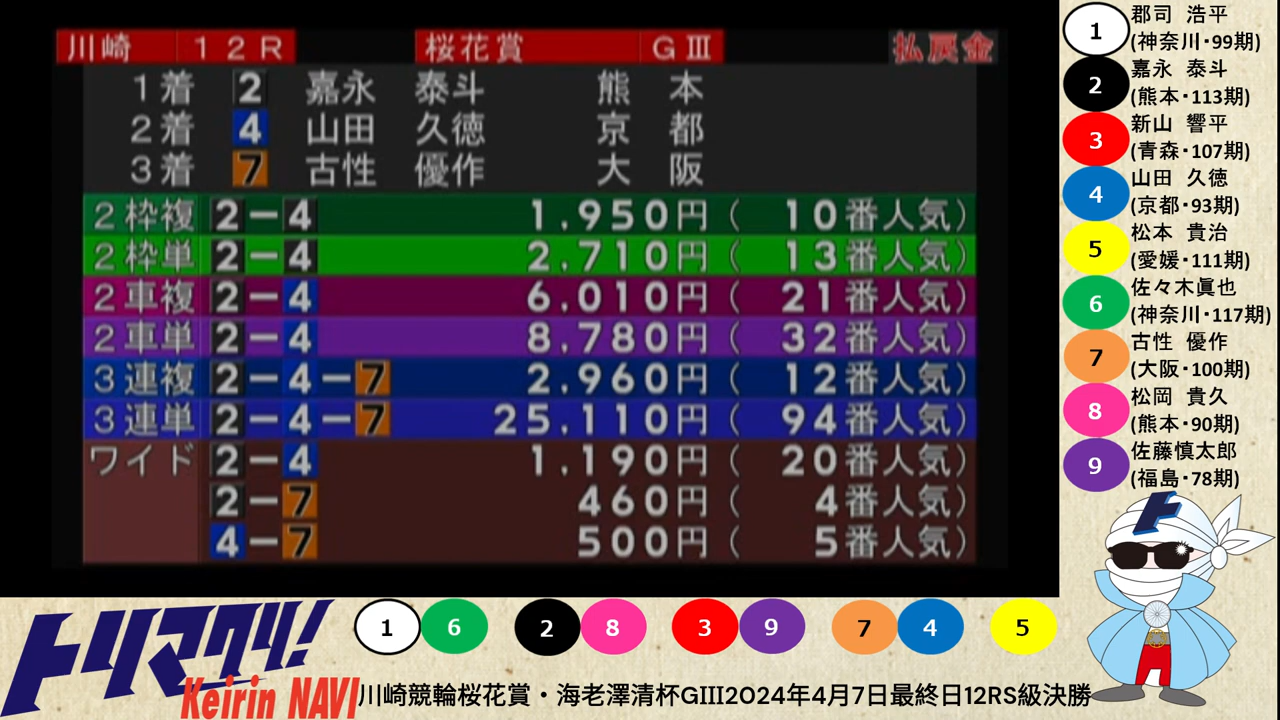 川崎 12R 桜花賞 GⅢ 払戻金
1着 2 嘉永 泰斗 熊本
2着 4 山田 久徳 京都
3着 7 古性 優作 大阪
2枠複 2-4 1,950円( 10番人気)
2枠単 2-4 2,710円( 13番人気)
2車複 2-4 6,010円( 21番人気)
2車単 2-4 8,780円( 32番人気)
3連複 2-4-7 2,960円( 12番人気)
3連単 2-4-7 25,110円( 94番人気)
ワイド 2-4 1,190円( 20番人気)
2-7 460円( 4番人気)
4-7 500円( 5番人気)
1 郡司 浩平
(神奈川・99期)
2 嘉永 泰斗
(熊本・113期)
3 新山 響平
(青森・107期)
4 山田 久徳
(京都・93期)
5 松本 貴治
(愛媛・111期)
6 佐々木眞也
(神奈川・117期)
7 古性 優作
(大阪・100期)
8 松岡 貴久
(熊本・90期)
9 佐藤慎太郎
(福島・78期)
ト
トリマクリ!
Keirin NAVI
1 6 2 8 3 9 7 4 5
川崎競輪桜花賞・海老澤清杯GIII2024年4月7日最終日12RS級決勝